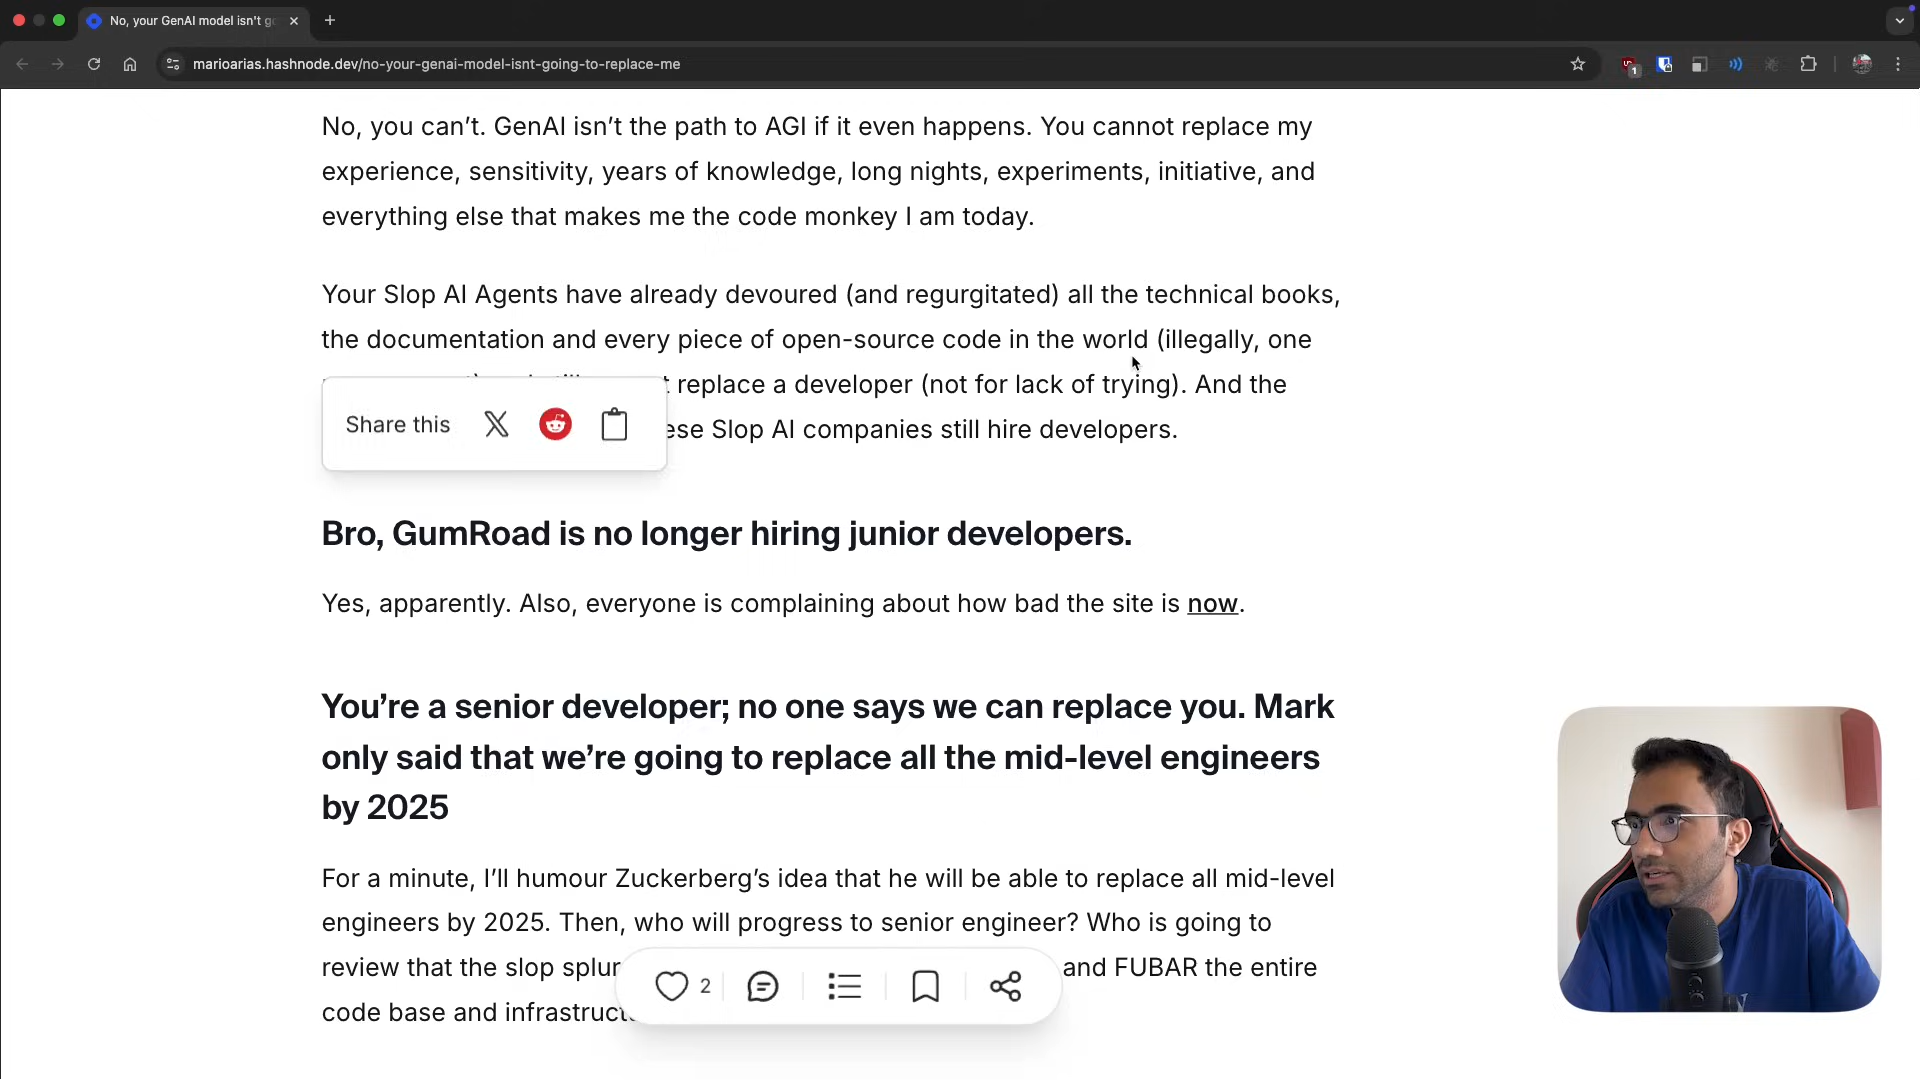 No, your GenAI model isn't g
marioarias.hashnode.dev/no-your-genai-model-isnt-going-to-replace-me
1
No, you can’t. GenAI isn’t the path to AGI if it even happens. You cannot replace my
experience, sensitivity, years of knowledge, long nights, experiments, initiative, and
everything else that makes me the code monkey I am today.
Your Slop AI Agents have already devoured (and regurgitated) all the technical books,
the documentation and every piece of open-source code in the world (illegally, one
replace a developer (not for lack of trying). And the
Share this
ese Slop AI companies still hire developers.
Bro, GumRoad is no longer hiring junior developers.
Yes, apparently. Also, everyone is complaining about how bad the site is now.
You’re a senior developer; no one says we can replace you. Mark
only said that we’re going to replace all the mid-level engineers
by 2025
For a minute, I’ll humour Zuckerberg’s idea that he will be able to replace all mid-level
engineers by 2025. Then, who will progress to senior engineer? Who is going to
review that the slop splu and FUBAR the entire
2
code base and infrastruct